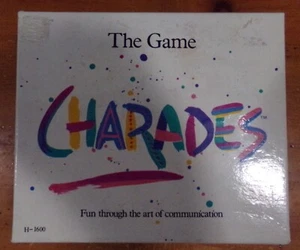 The Game
CHARADES
Fun through the art of communication
H-1600